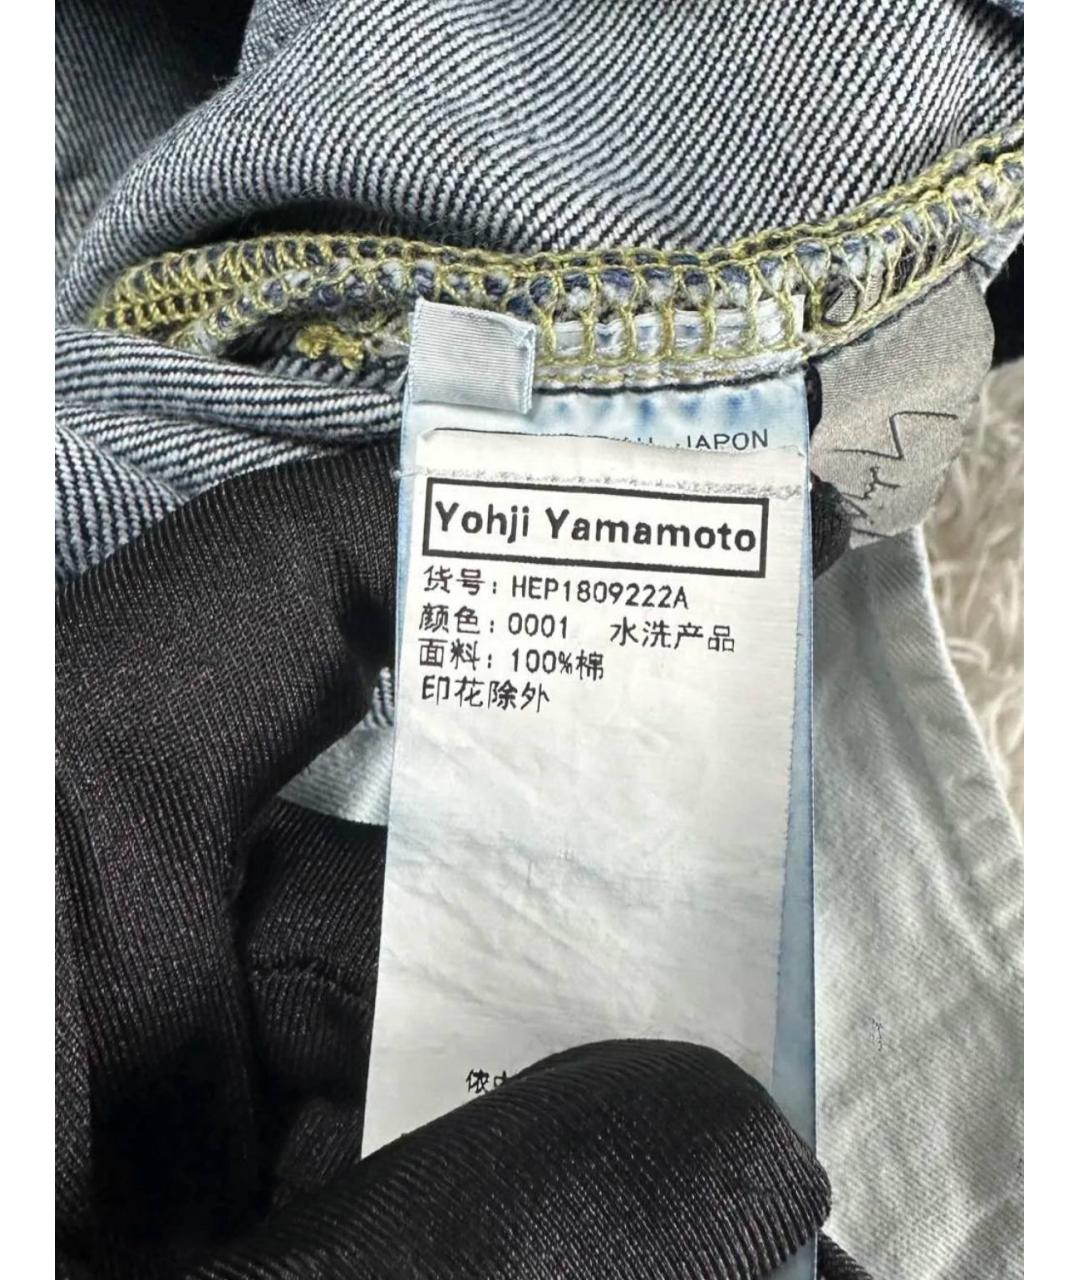 JAPON
Yohji Yamamoto
货号: HEP1809222A
颜色: 0001 水洗产品
面料: 100%棉
印花除外